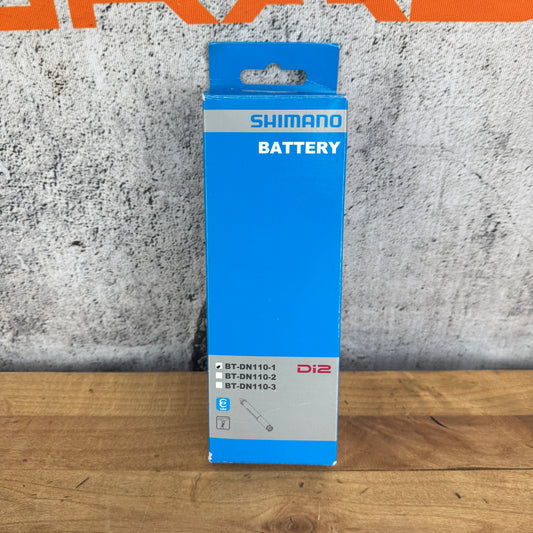 SHIMANO
BATTERY
BT-DN110-1
BT-DN110-2
BT-DN110-3
Di2